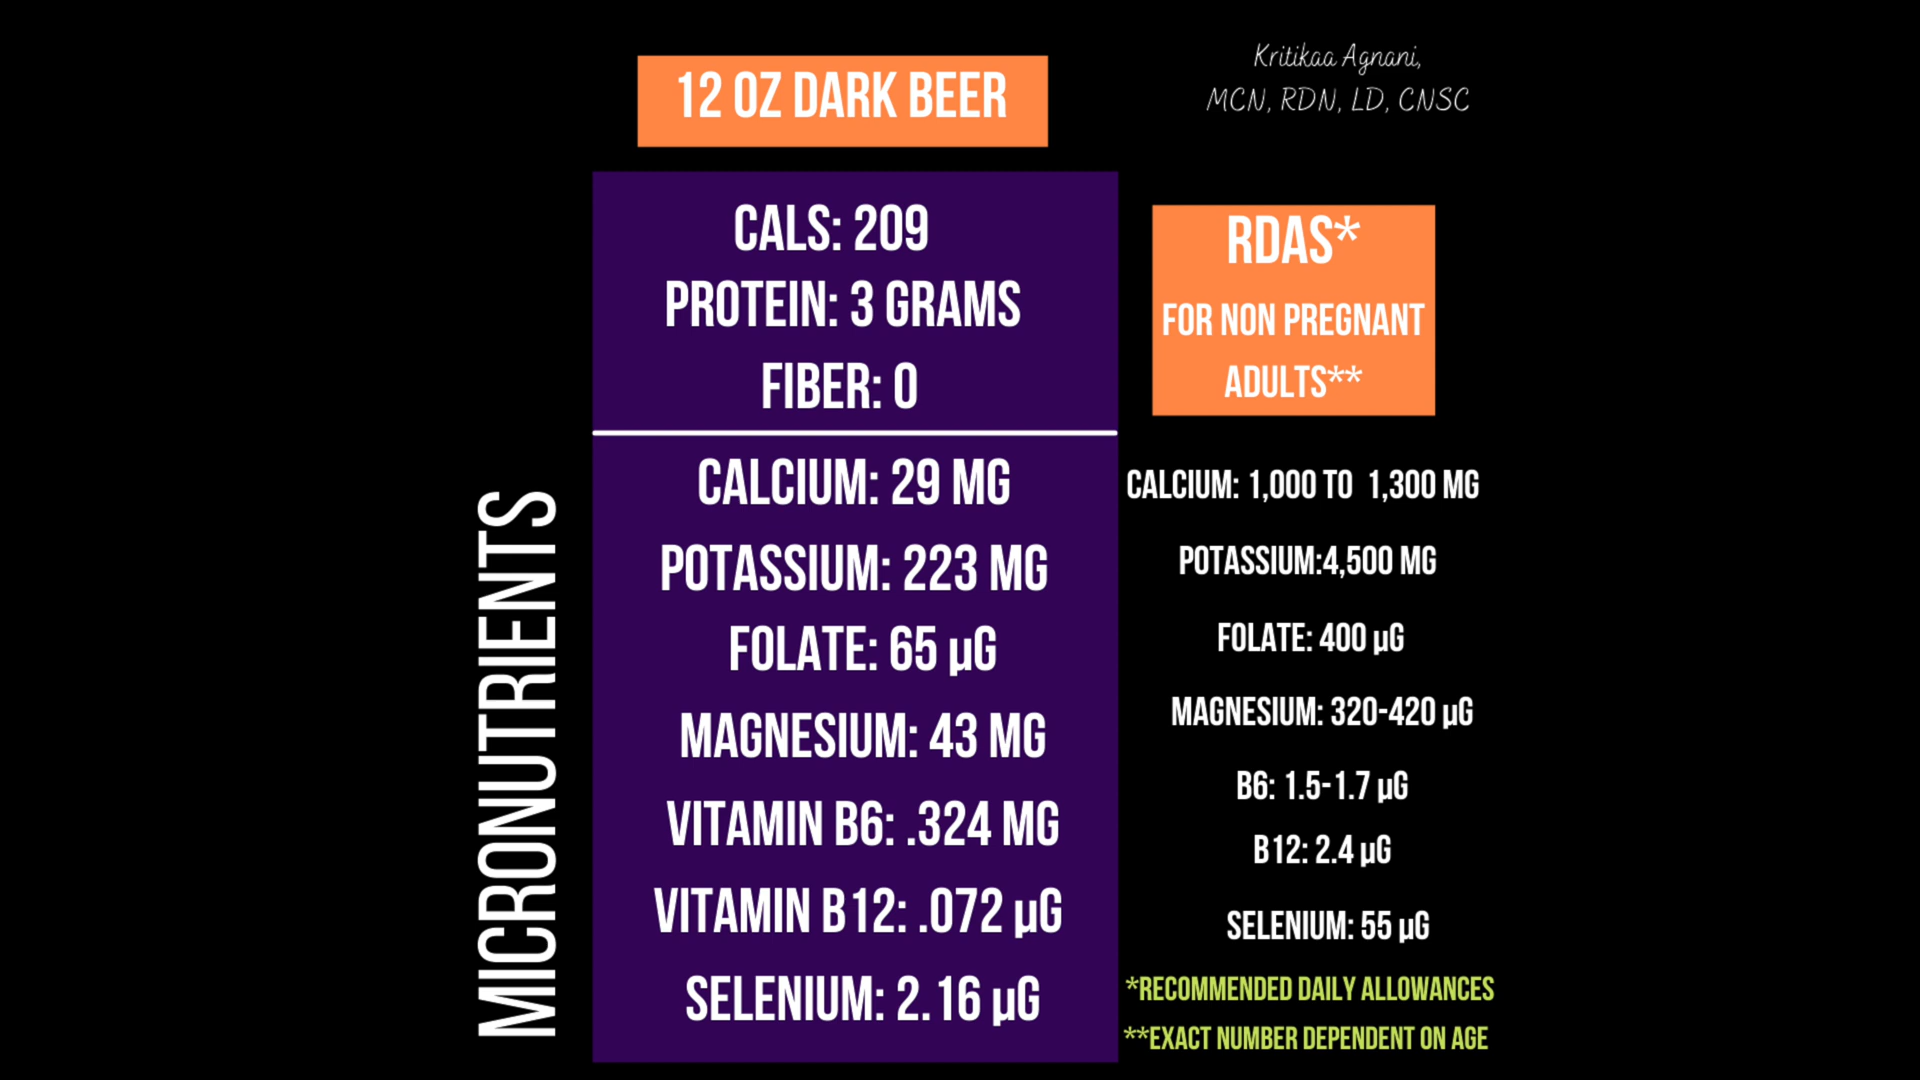 12 OZ DARK BEER
Kritikaa Agnani,
MCN, RDN, LD, CNSC
CALS: 209
PROTEIN: 3 GRAMS
FIBER: 0
RDAS*
FOR NON PREGNANT
ADULTS**
MICRONUTRIENTS
CALCIUM: 29 MG
POTASSIUM: 223 MG
FOLATE: 65 µG
MAGNESIUM: 43 MG
VITAMIN B6: .324 MG
VITAMIN B12: .072 µG
SELENIUM: 2.16 µG
CALCIUM: 1,000 TO 1,300 MG
POTASSIUM:4,500 MG
FOLATE: 400 µG
MAGNESIUM: 320-420 µG
B6: 1.5-1.7 µG
B12: 2.4 µG
SELENIUM: 55 µG
*RECOMMENDED DAILY ALLOWANCES
**EXACT NUMBER DEPENDENT ON AGE